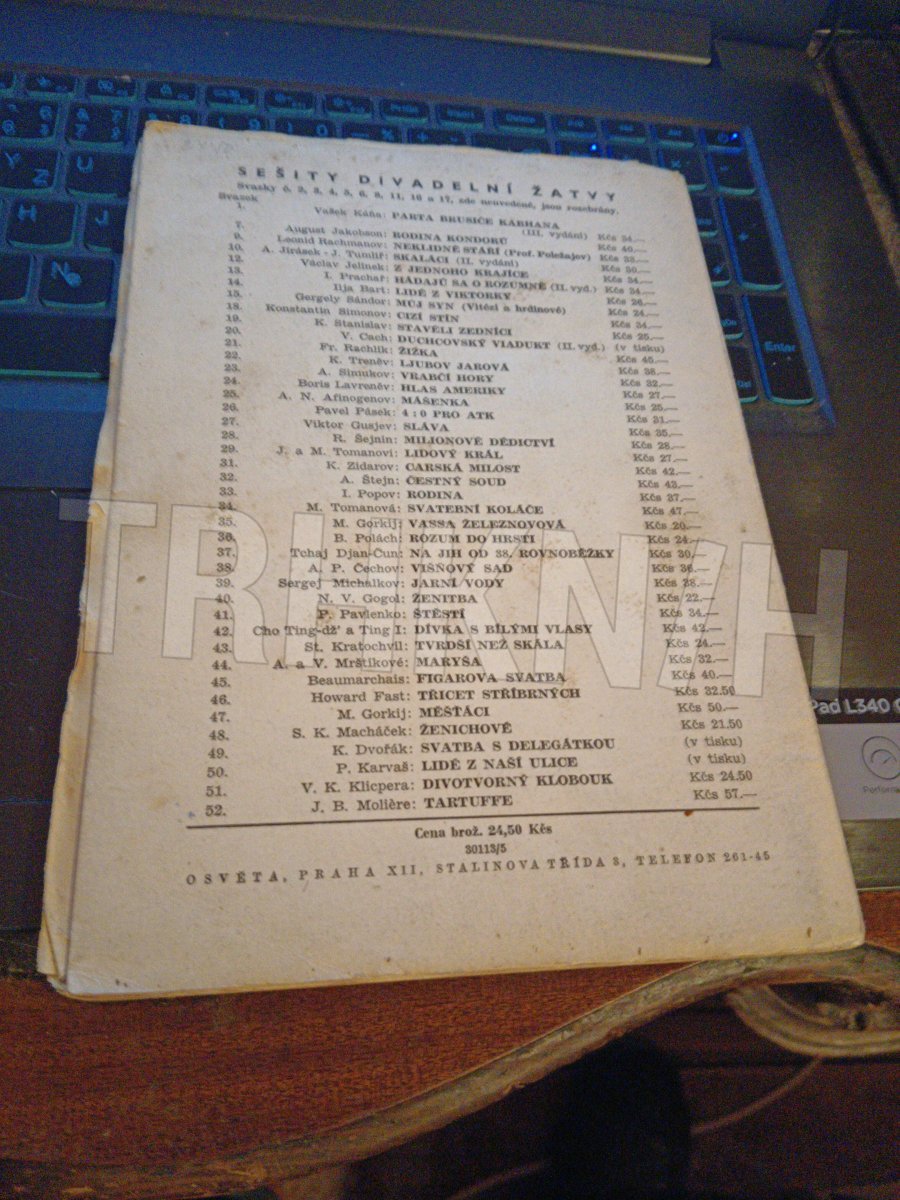 SEŠITY DIVADELNÍ ŽATVY
Svazky č. 2, 3, 4, 5, 6, 8, 11, 16 a 17, zde neuvedené, jsou rozebrány.
Svazek
1. Vašek Káňa: PARTA BRUSIČE KARHANA
(III. vydání) Kčs 34.—
7. August Jakobson: RODINA KONDORŮ Kčs 40.—
9. Leonid Rachmanov: NEKLIDNÉ STÁŘÍ (Prof. Poležajev) Kčs 33.—
10. A. Jirásek - J. Tumlíř: SKALÁCI (II. vydání) Kčs 30.—
12. Václav Jelínek: Z JEDNOHO KRAJÍCE Kčs 34.—
13. I. Prachař: HÁDAJŮ SA O ROZUMNÉ (II. vyd.) Kčs 34.—
14. Ilja Bart: LIDÉ Z VIKTORKY Kčs 26.—
15. Gergely Sándor: MŮJ SYN (Vítězi a hrdinové) Kčs 24.—
18. Konstantin Simonov: CIZÍ STÍN Kčs 34.—
19. K. Stanislav: STAVĚLI ZEDNÍCI Kčs 25.—
20. V. Cach: DUCHCOVSKÝ VIADUKT (II. vyd.) (v tisku)
21. Fr. Rachlík: ŽIŽKA Kčs 45.—
22. K. Treněv: LJUBOV JAROVÁ Kčs 38.—
23. A. Simukov: VRABČÍ HORY Kčs 32.—
24. Boris Lavreněv: HLAS AMERIKY Kčs 27.—
25. A. N. Afinogenov: MÁŠENKA Kčs 25.—
26. Pavel Pásek: 4 : 0 PRO ATK Kčs 31.—
27. Viktor Gusjev: SLÁVA Kčs 35.—
28. R. Šejnin: MILIONOVÉ DĚDICTVÍ Kčs 28.—
29. J. a M. Tomanovi: LIDOVÝ KRÁL Kčs 27.—
31. K. Zidarov: CARSKÁ MILOST Kčs 42.—
32. A. Štejn: ČESTNÝ SOUD Kčs 43.—
33. I. Popov: RODINA Kčs 37.—
34. M. Tomanová: SVATEBNÍ KOLÁČE Kčs 47.—
35. M. Gorkij: VASSA ŽELEZNOVOVÁ Kčs 20.—
36. B. Polách: ROZUM DO HRSTI Kčs 24.—
37. Tchaj Djan-Čun: NA JIH OD 38. ROVNOBĚŽKY Kčs 30.—
38. A. P. Čechov: VIŠŇOVÝ SAD Kčs 36.—
39. Sergej Michalkov: JARNÍ VODY Kčs 28.—
40. N. V. Gogol: ŽENITBA Kčs 22.—
41. P. Pavlenko: ŠTĚSTÍ Kčs 34.—
42. Cho Ting-dž' a Ting I: DÍVKA S BÍLÝMI VLASY Kčs 42.—
43. St. Kratochvíl: TVRDŠÍ NEŽ SKÁLA Kčs 24.—
44. A. a V. Mrštíkové: MARYŠA Kčs 32.—
45. Beaumarchais: FIGAROVA SVATBA Kčs 40.—
46. Howard Fast: TŘICET STŘÍBRNÝCH Kčs 32.50
47. M. Gorkij: MĚŠŤÁCI Kčs 50.—
48. S. K. Macháček: ŽENICHOVÉ Kčs 21.50
49. K. Dvořák: SVATBA S DELEGÁTKOU (v tisku)
50. P. Karvaš: LIDÉ Z NAŠÍ ULICE (v tisku)
51. V. K. Klicpera: DIVOTVORNÝ KLOBOUK Kčs 24.50
52. J. B. Molière: TARTUFFE Kčs 57.—
Cena brož. 24,50 Kčs
30113/5
OSVĚTA, PRAHA XII, STALINOVA TŘÍDA 3, TELEFON 261-45
Pad L340
Enter